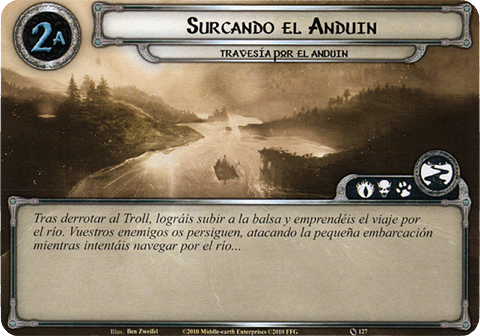 2A
Surcando el Anduin
Travesía por el Anduin
Tras derrotar al Troll, lográis subir a la balsa y emprendéis el viaje por
el río. Vuestros enemigos os persiguen, atacando la pequeña embarcación
mientras intentáis navegar por el río...
Illus. Ben Zweifel
©2010 Middle-earth Enterprises ©2010 FFG
127